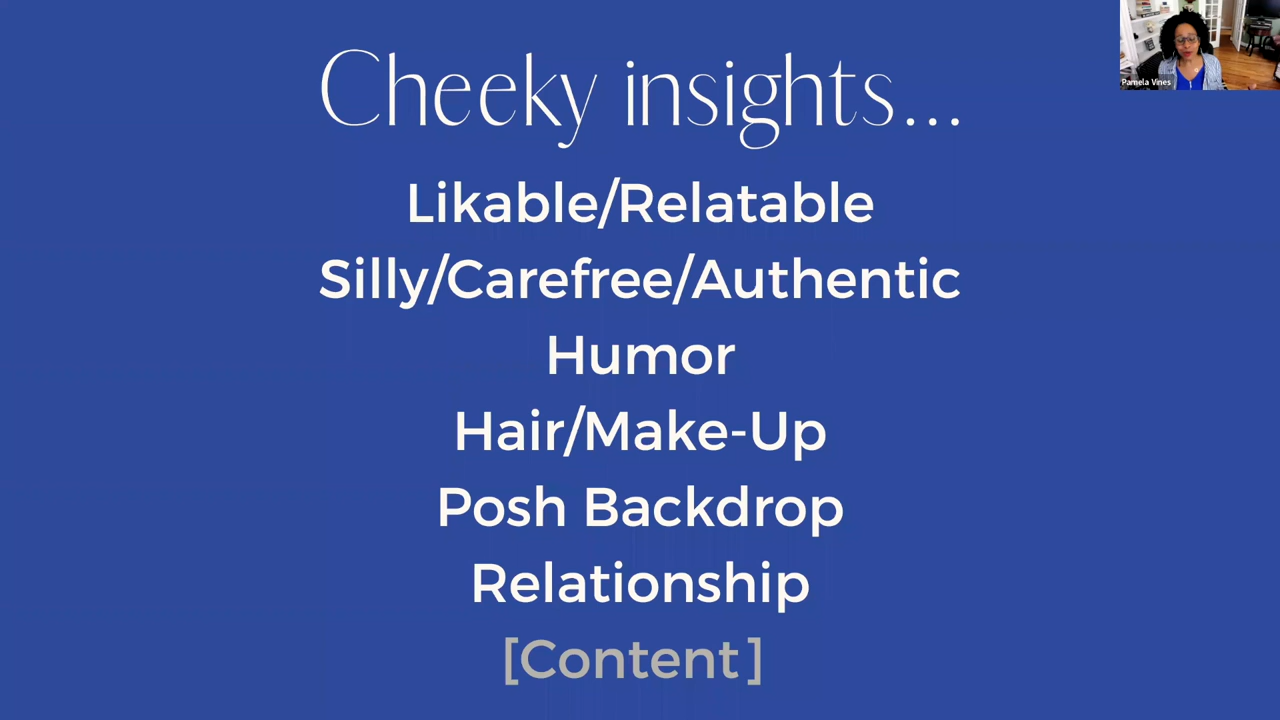 Cheeky insights...
Pamela Vines
Likable/Relatable
Silly/Carefree/Authentic
Humor
Hair/Make-Up
Posh Backdrop
Relationship
[Content]